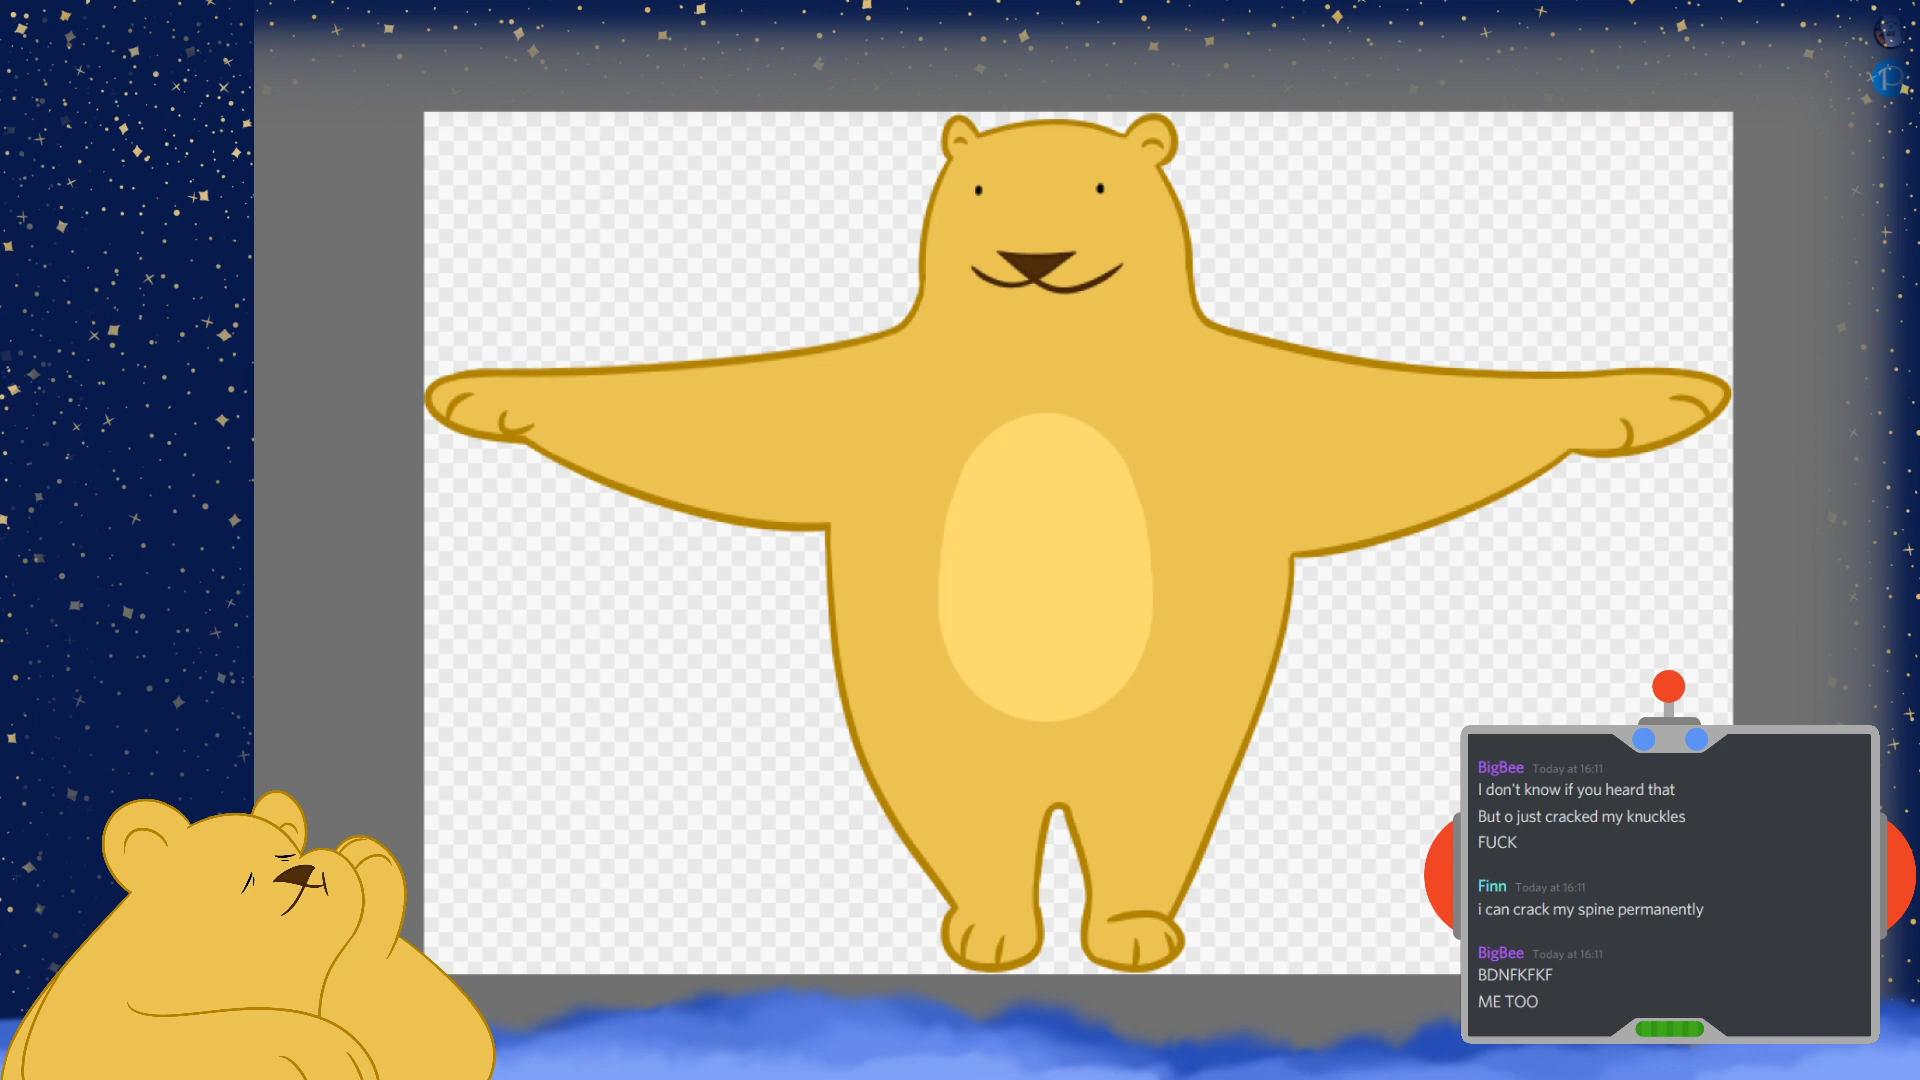 BigBee Today at 16:11
I don't know if you heard that
But o just cracked my knuckles
FUCK
Finn Today at 16:11
i can crack my spine permanently
BigBee Today at 16:11
BDNFKFKF
ME TOO